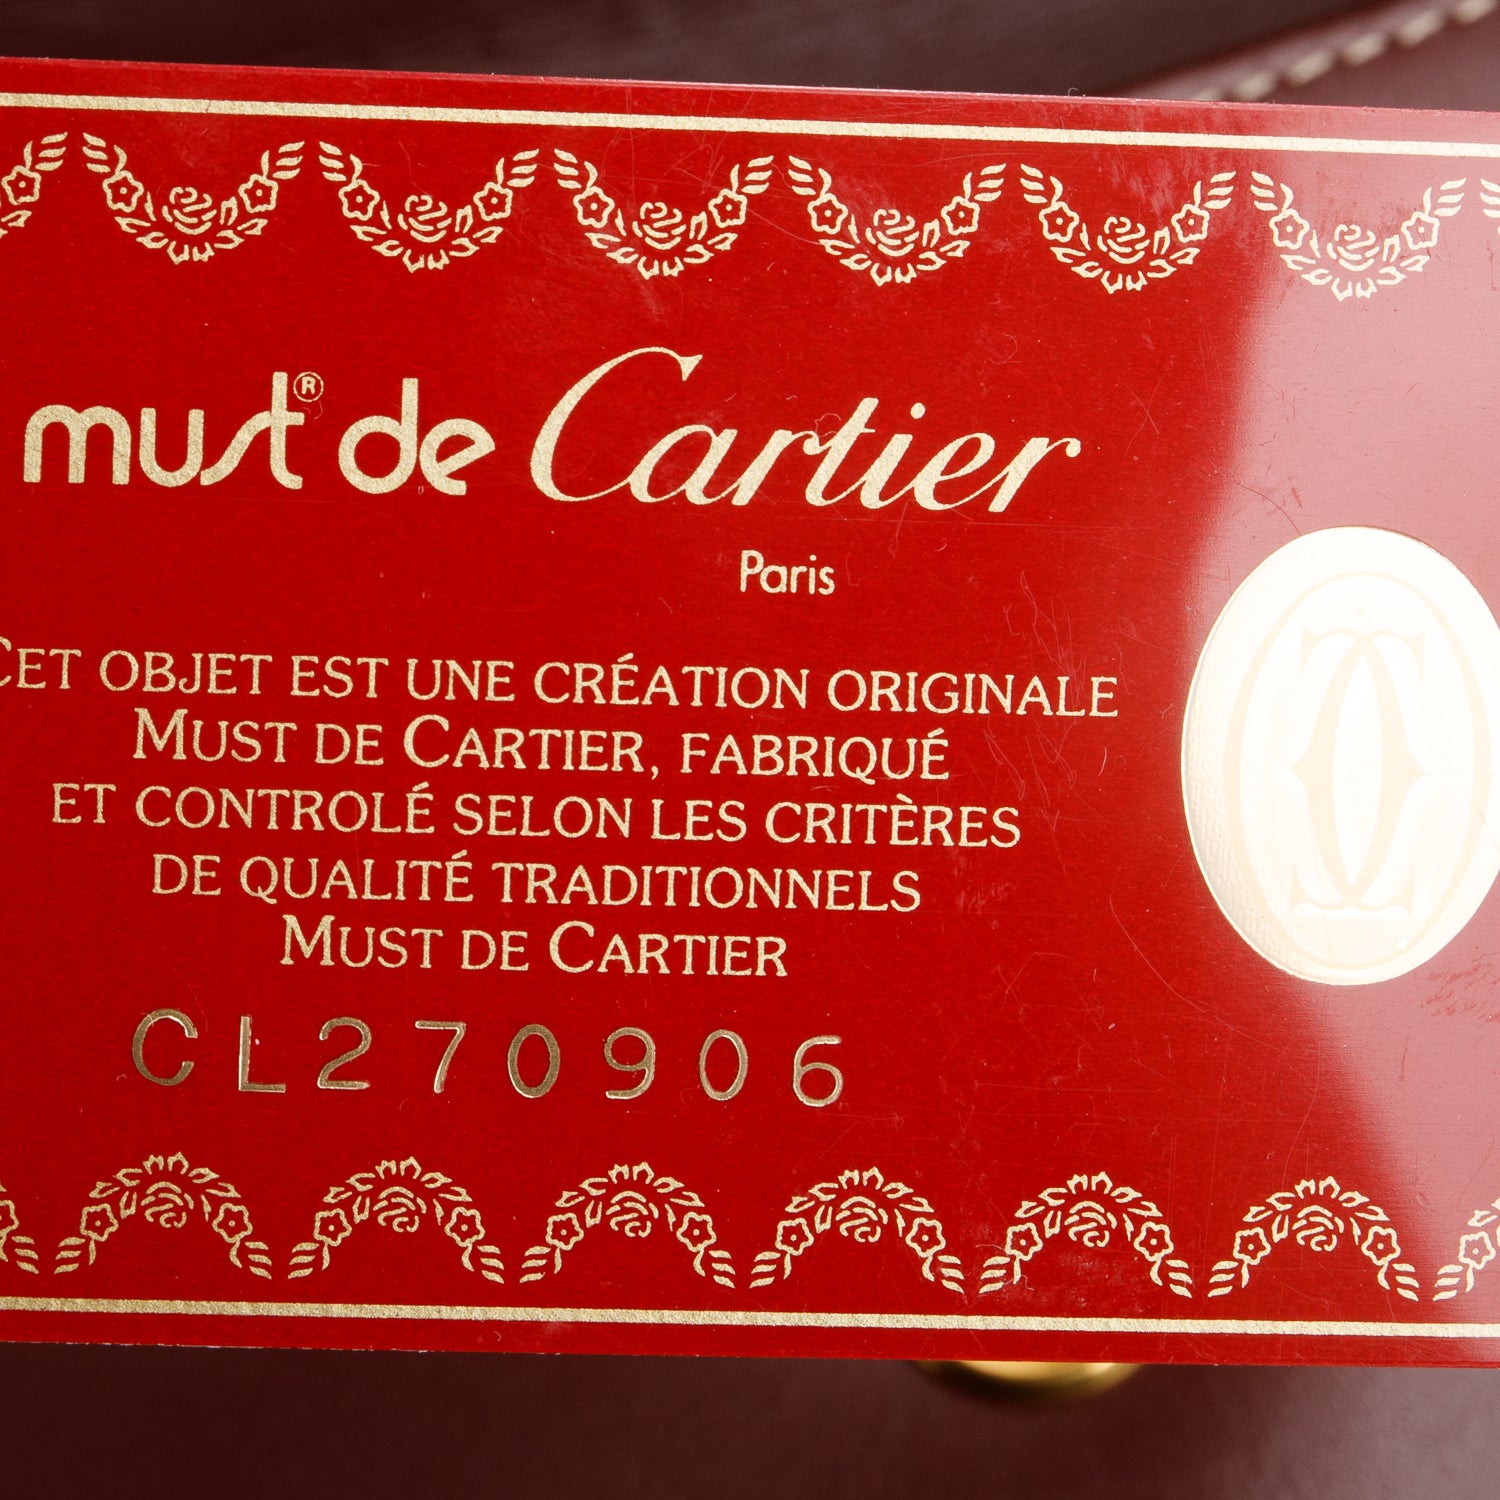 must® de Cartier
Paris
CET OBJET EST UNE CRÉATION ORIGINALE
MUST DE CARTIER, FABRIQUÉ
ET CONTROLÉ SELON LES CRITÈRES
DE QUALITÉ TRADITIONNELS
MUST DE CARTIER
CL270906